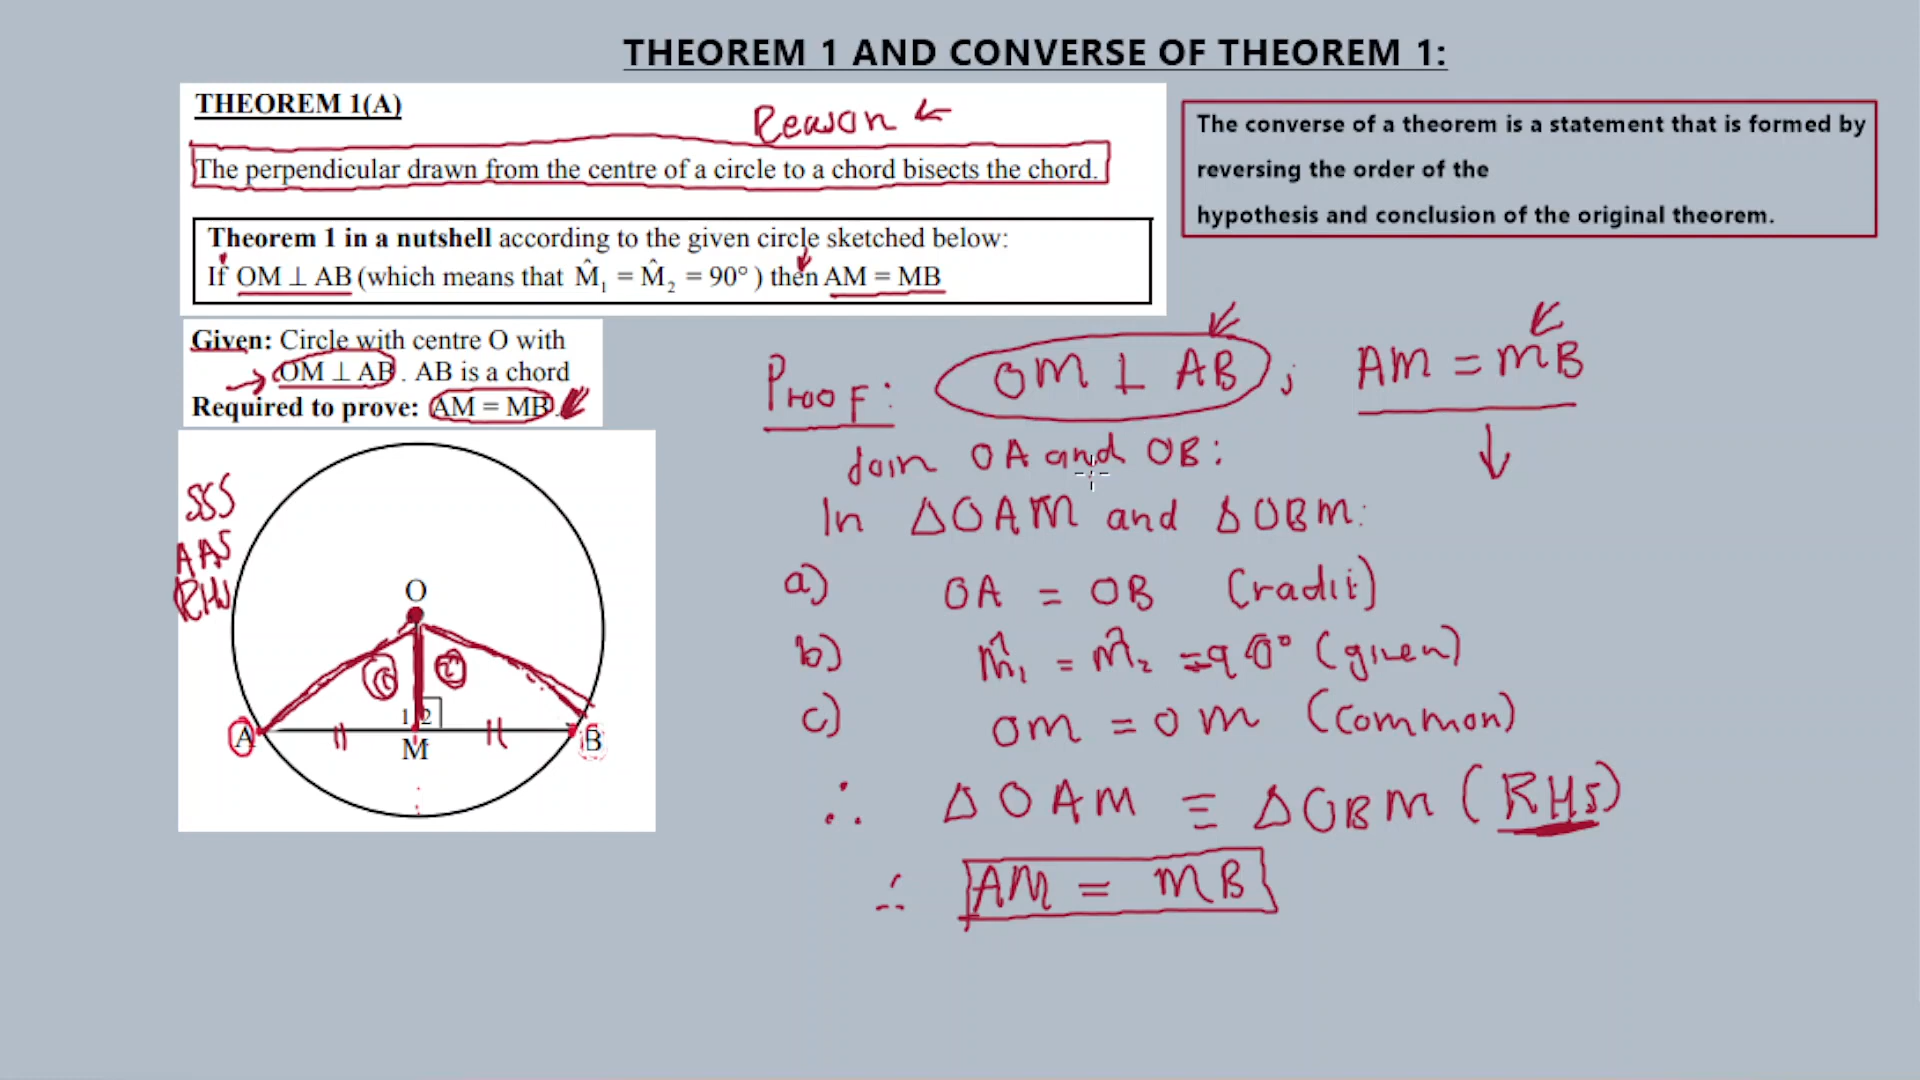 THEOREM 1 AND CONVERSE OF THEOREM 1:
THEOREM 1(A)
Reason
The perpendicular drawn from the centre of a circle to a chord bisects the chord.
Theorem 1 in a nutshell according to the given circle sketched below:
If OM ⊥ AB (which means that M̂₁ = M̂₂ = 90°) then AM = MB
The converse of a theorem is a statement that is formed by
reversing the order of the
hypothesis and conclusion of the original theorem.
Given: Circle with centre O with
OM ⊥ AB . AB is a chord
Required to prove: AM = MB .
SSS
AAS
RHS
O
1 2
A
M
B
Proof: OM ⊥ AB ; AM = MB
Join OA and OB:
In ΔOAM and ΔOBM:
a) OA = OB (radii)
b) M̂₁ = M̂₂ = 90° (given)
c) OM = OM (common)
∴ ΔOAM ≡ ΔOBM (RHS)
∴ AM = MB